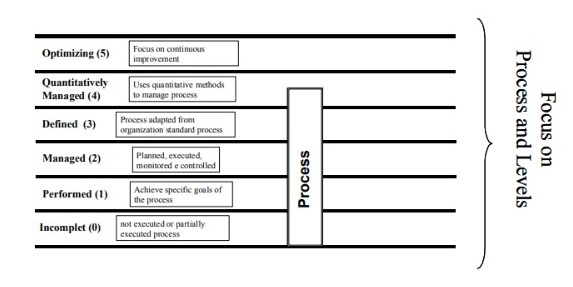 Optimizing (5)
Focus on continuous
improvement
Quantitatively
Managed (4)
Uses quantitative methods
to manage process
Defined (3)
Process adapted from
organization standard process
Managed (2)
Planned, executed,
monitored e controlled
Performed (1)
Achieve specific goals of
the process
Incomplet (0)
not executed or partially
executed process
Process
Focus on
Process and Levels